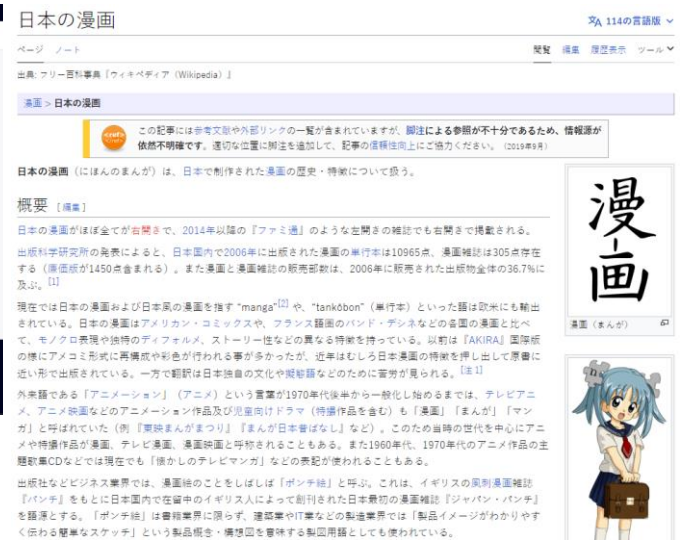 日本の漫画
114の言語版
ページ ノート
閲覧 編集 履歴表示 ツール
出典: フリー百科事典『ウィキペディア（Wikipedia）』
漫画 > 日本の漫画
<ref>
この記事には参考文献や外部リンクの一覧が含まれていますが、脚注による参照が不十分であるため、情報源が
依然不明確です。適切な位置に脚注を追加して、記事の信頼性向上にご協力ください。（2019年9月）
日本の漫画（にほんのまんが）は、日本で制作された漫画の歴史・特徴について扱う。
概要 [編集]
日本の漫画がほぼ全てが右開きで、2014年以降の『ファミ通』のような左開きの雑誌でも右開きで掲載される。
出版科学研究所の発表によると、日本国内で2006年に出版された漫画の単行本は10965点、漫画雑誌は305点存在
する（廉価版が1450点含まれる）。また漫画と漫画雑誌の販売部数は、2006年に販売された出版物全体の36.7%に
及ぶ。[1]
現在では日本の漫画および日本風の漫画を指す “manga”[2] や、“tankōbon”（単行本）といった語は欧米にも輸出
されている。日本の漫画はアメリカン・コミックスや、フランス語圏のバンド・デシネなどの各国の漫画と比べ
て、モノクロ表現や独特のディフォルメ、ストーリー性などの異なる特徴を持っている。以前は『AKIRA』国際版
の様にアメコミ形式に再構成や彩色が行われる事が多かったが、近年はむしろ日本漫画の特徴を押し出して原書に
近い形で出版されている。一方で翻訳は日本独自の文化や擬態語などのために苦労が見られる。[注 1]
外来語である「アニメーション」（アニメ）という言葉が1970年代後半から一般化し始めるまでは、テレビアニ
メ、アニメ映画などのアニメーション作品及び児童向けドラマ（特撮作品を含む）も「漫画」「まんが」「マン
ガ」と呼ばれていた（例 『東映まんがまつり』『まんが日本昔ばなし』など）。このため当時の世代を中心にアニ
メや特撮作品が漫画、テレビ漫画、漫画映画と呼称されることもある。また1960年代、1970年代のアニメ作品の主
題歌集CDなどでは現在でも「懐かしのテレビマンガ」などの表記が使われることもある。
出版社などビジネス業界では、漫画絵のことをしばしば「ポンチ絵」と呼ぶ。これは、イギリスの風刺漫画雑誌
『パンチ』をもとに日本国内で在留中のイギリス人によって創刊された日本最初の漫画雑誌『ジャパン・パンチ』
を語源とする。「ポンチ絵」は書籍業界に限らず、建築業やIT業などの製造業界では「製品イメージがわかりやす
く伝わる簡単なスケッチ」という製品概念・構想図を意味する製図用語としても使われている。
漫画
漫画（まんが）